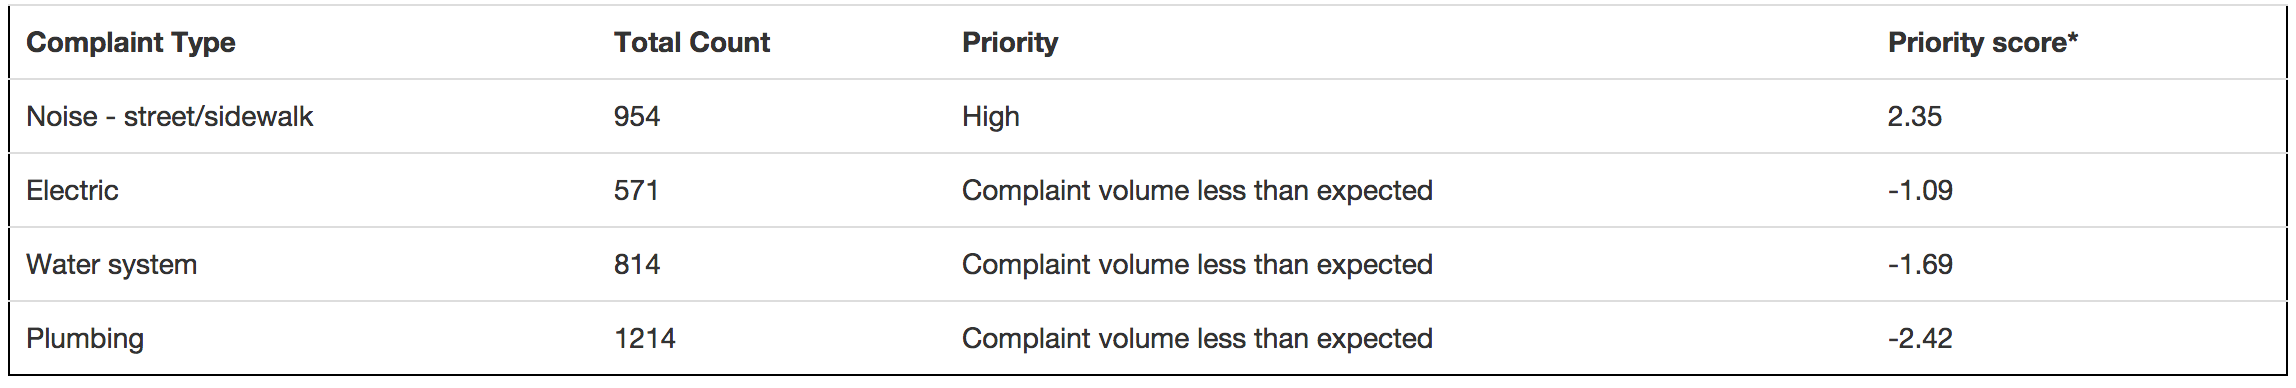 Complaint Type Total Count Priority Priority score*
Noise - street/sidewalk 954 High 2.35
Electric 571 Complaint volume less than expected -1.09
Water system 814 Complaint volume less than expected -1.69
Plumbing 1214 Complaint volume less than expected -2.42